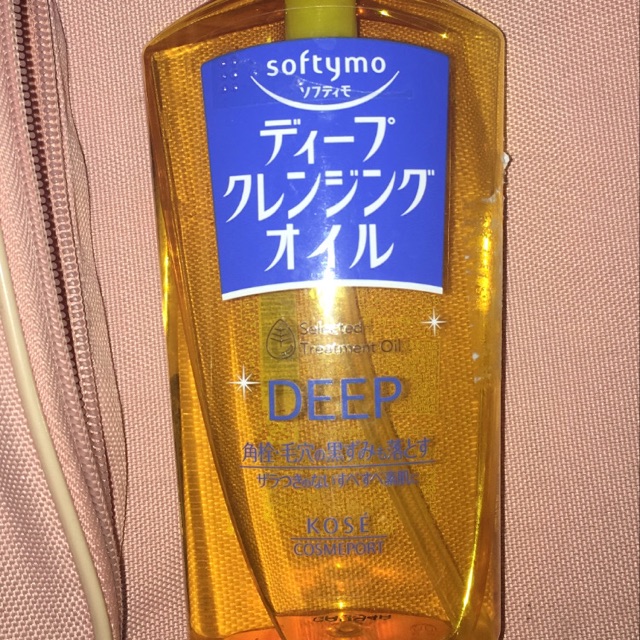 softymo
ソフティモ
ディープ
クレンジング
オイル
Selected
Treatment Oil
DEEP
角栓・毛穴の黒ずみも落とす
KOSÉ
COSMEPORT